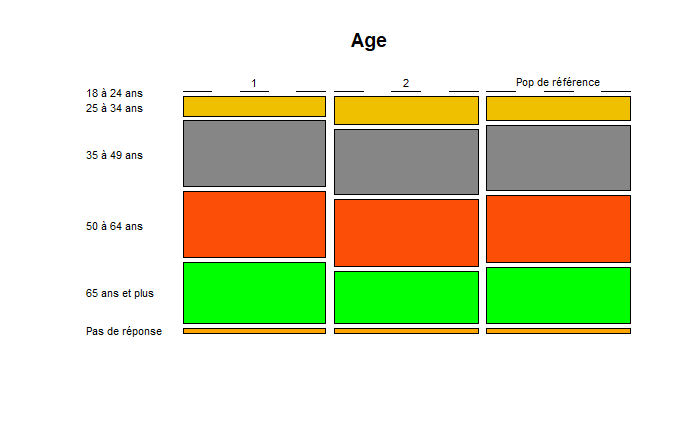 Age
1
2
Pop de référence
18 à 24 ans
25 à 34 ans
35 à 49 ans
50 à 64 ans
65 ans et plus
Pas de réponse